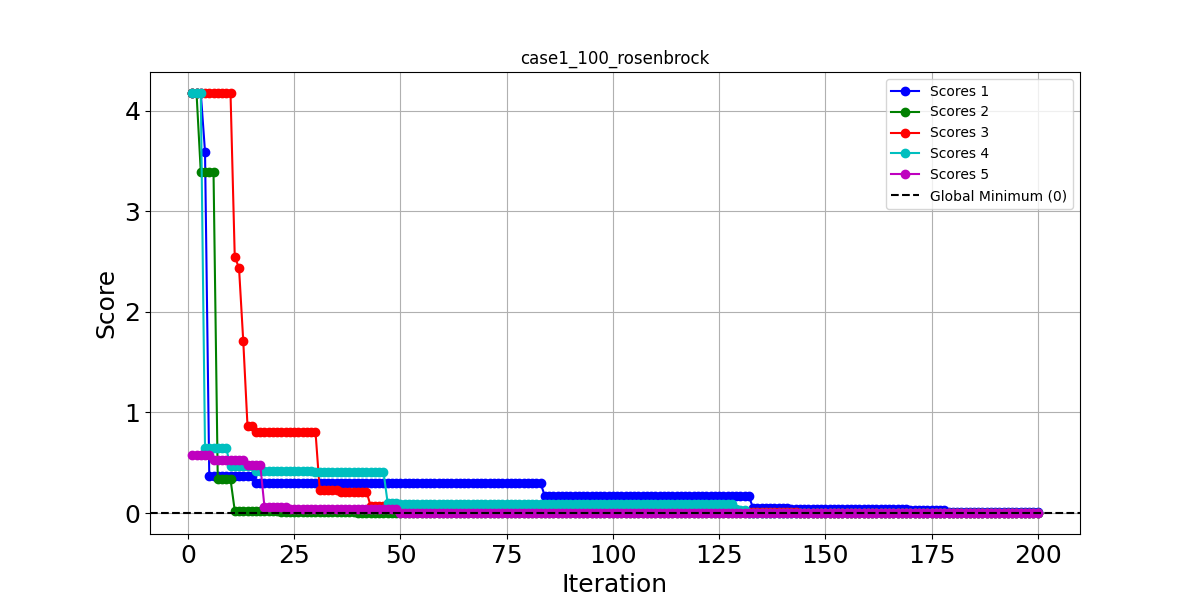 case1_100_rosenbrock
Scores 1
Scores 2
Scores 3
Scores 4
Scores 5
Global Minimum (0)
Score
4
3
2
1
0
0 25 50 75 100 125 150 175 200
Iteration